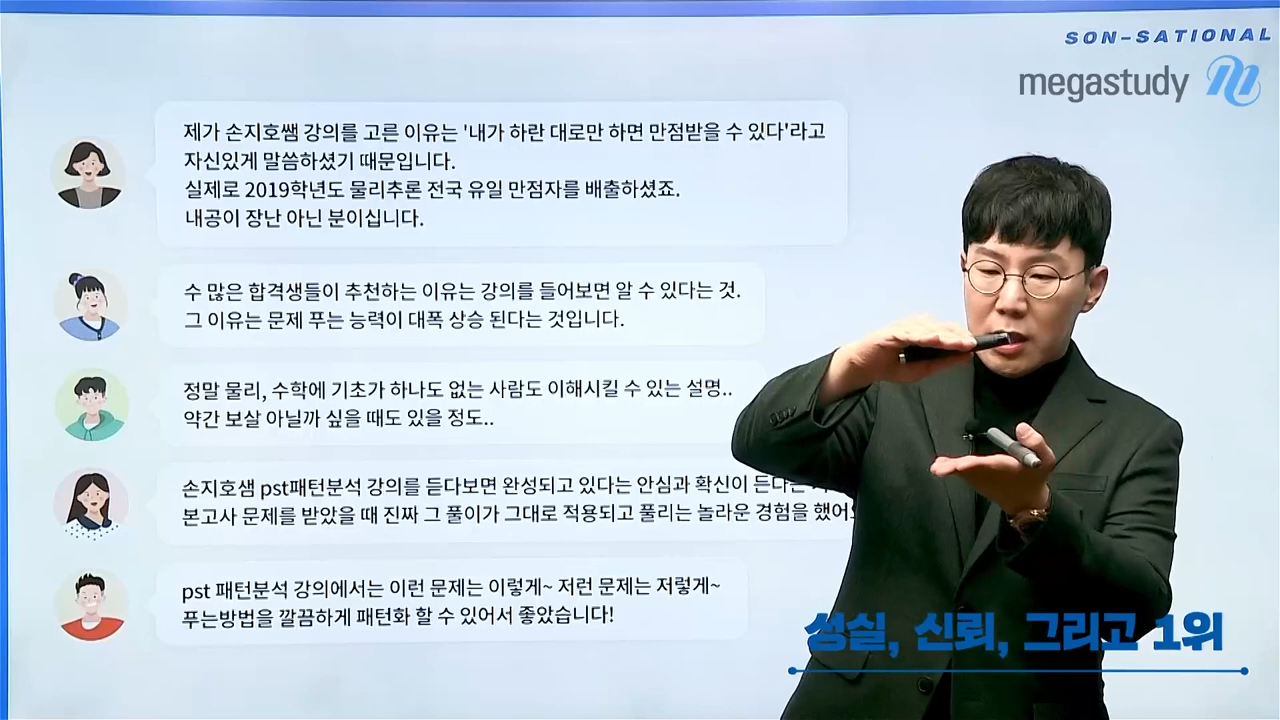 SON-SATIONAL
megastudy
제가 손지호쌤 강의를 고른 이유는 '내가 하란 대로만 하면 만점받을 수 있다'라고
자신있게 말씀하셨기 때문입니다.
실제로 2019학년도 물리추론 전국 유일 만점자를 배출하셨죠.
내공이 장난 아닌 분이십니다.
수 많은 합격생들이 추천하는 이유는 강의를 들어보면 알 수 있다는 것.
그 이유는 문제 푸는 능력이 대폭 상승 된다는 것입니다.
정말 물리, 수학에 기초가 하나도 없는 사람도 이해시킬 수 있는 설명..
약간 보살 아닐까 싶을 때도 있을 정도..
손지호샘 pst패턴분석 강의를 듣다보면 완성되고 있다는 안심과 확신이 든다는
본고사 문제를 받았을 때 진짜 그 풀이가 그대로 적용되고 풀리는 놀라운 경험을 했어
pst 패턴분석 강의에서는 이런 문제는 이렇게~ 저런 문제는 저렇게~
푸는방법을 깔끔하게 패턴화 할 수 있어서 좋았습니다!
성실, 신뢰, 그리고 1위